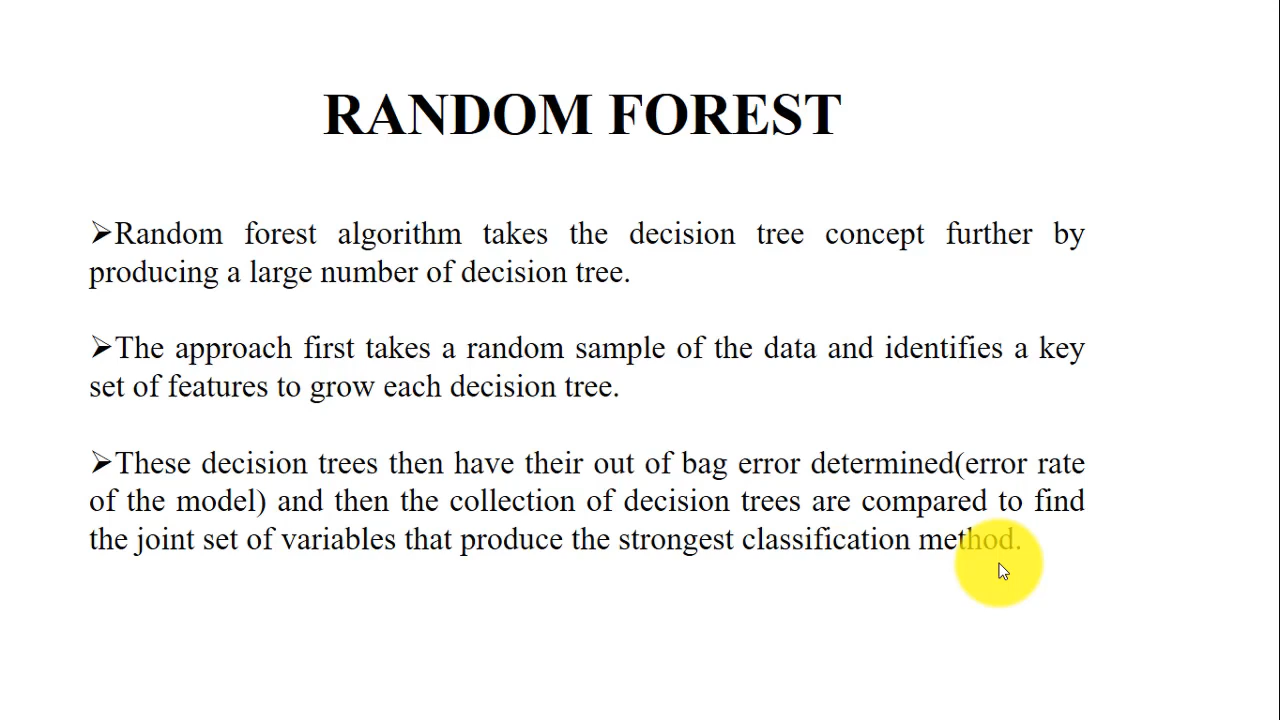 RANDOM FOREST
➢Random forest algorithm takes the decision tree concept further by
producing a large number of decision tree.
➢The approach first takes a random sample of the data and identifies a key
set of features to grow each decision tree.
➢These decision trees then have their out of bag error determined(error rate
of the model) and then the collection of decision trees are compared to find
the joint set of variables that produce the strongest classification method.